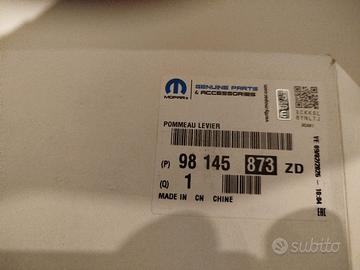 MOPAR
GENUINE PARTS
& ACCESSORIES
POMMEAU LEVIER
(P) 98 145 873 ZD
(Q) 1
MADE IN CN CHINE
subito